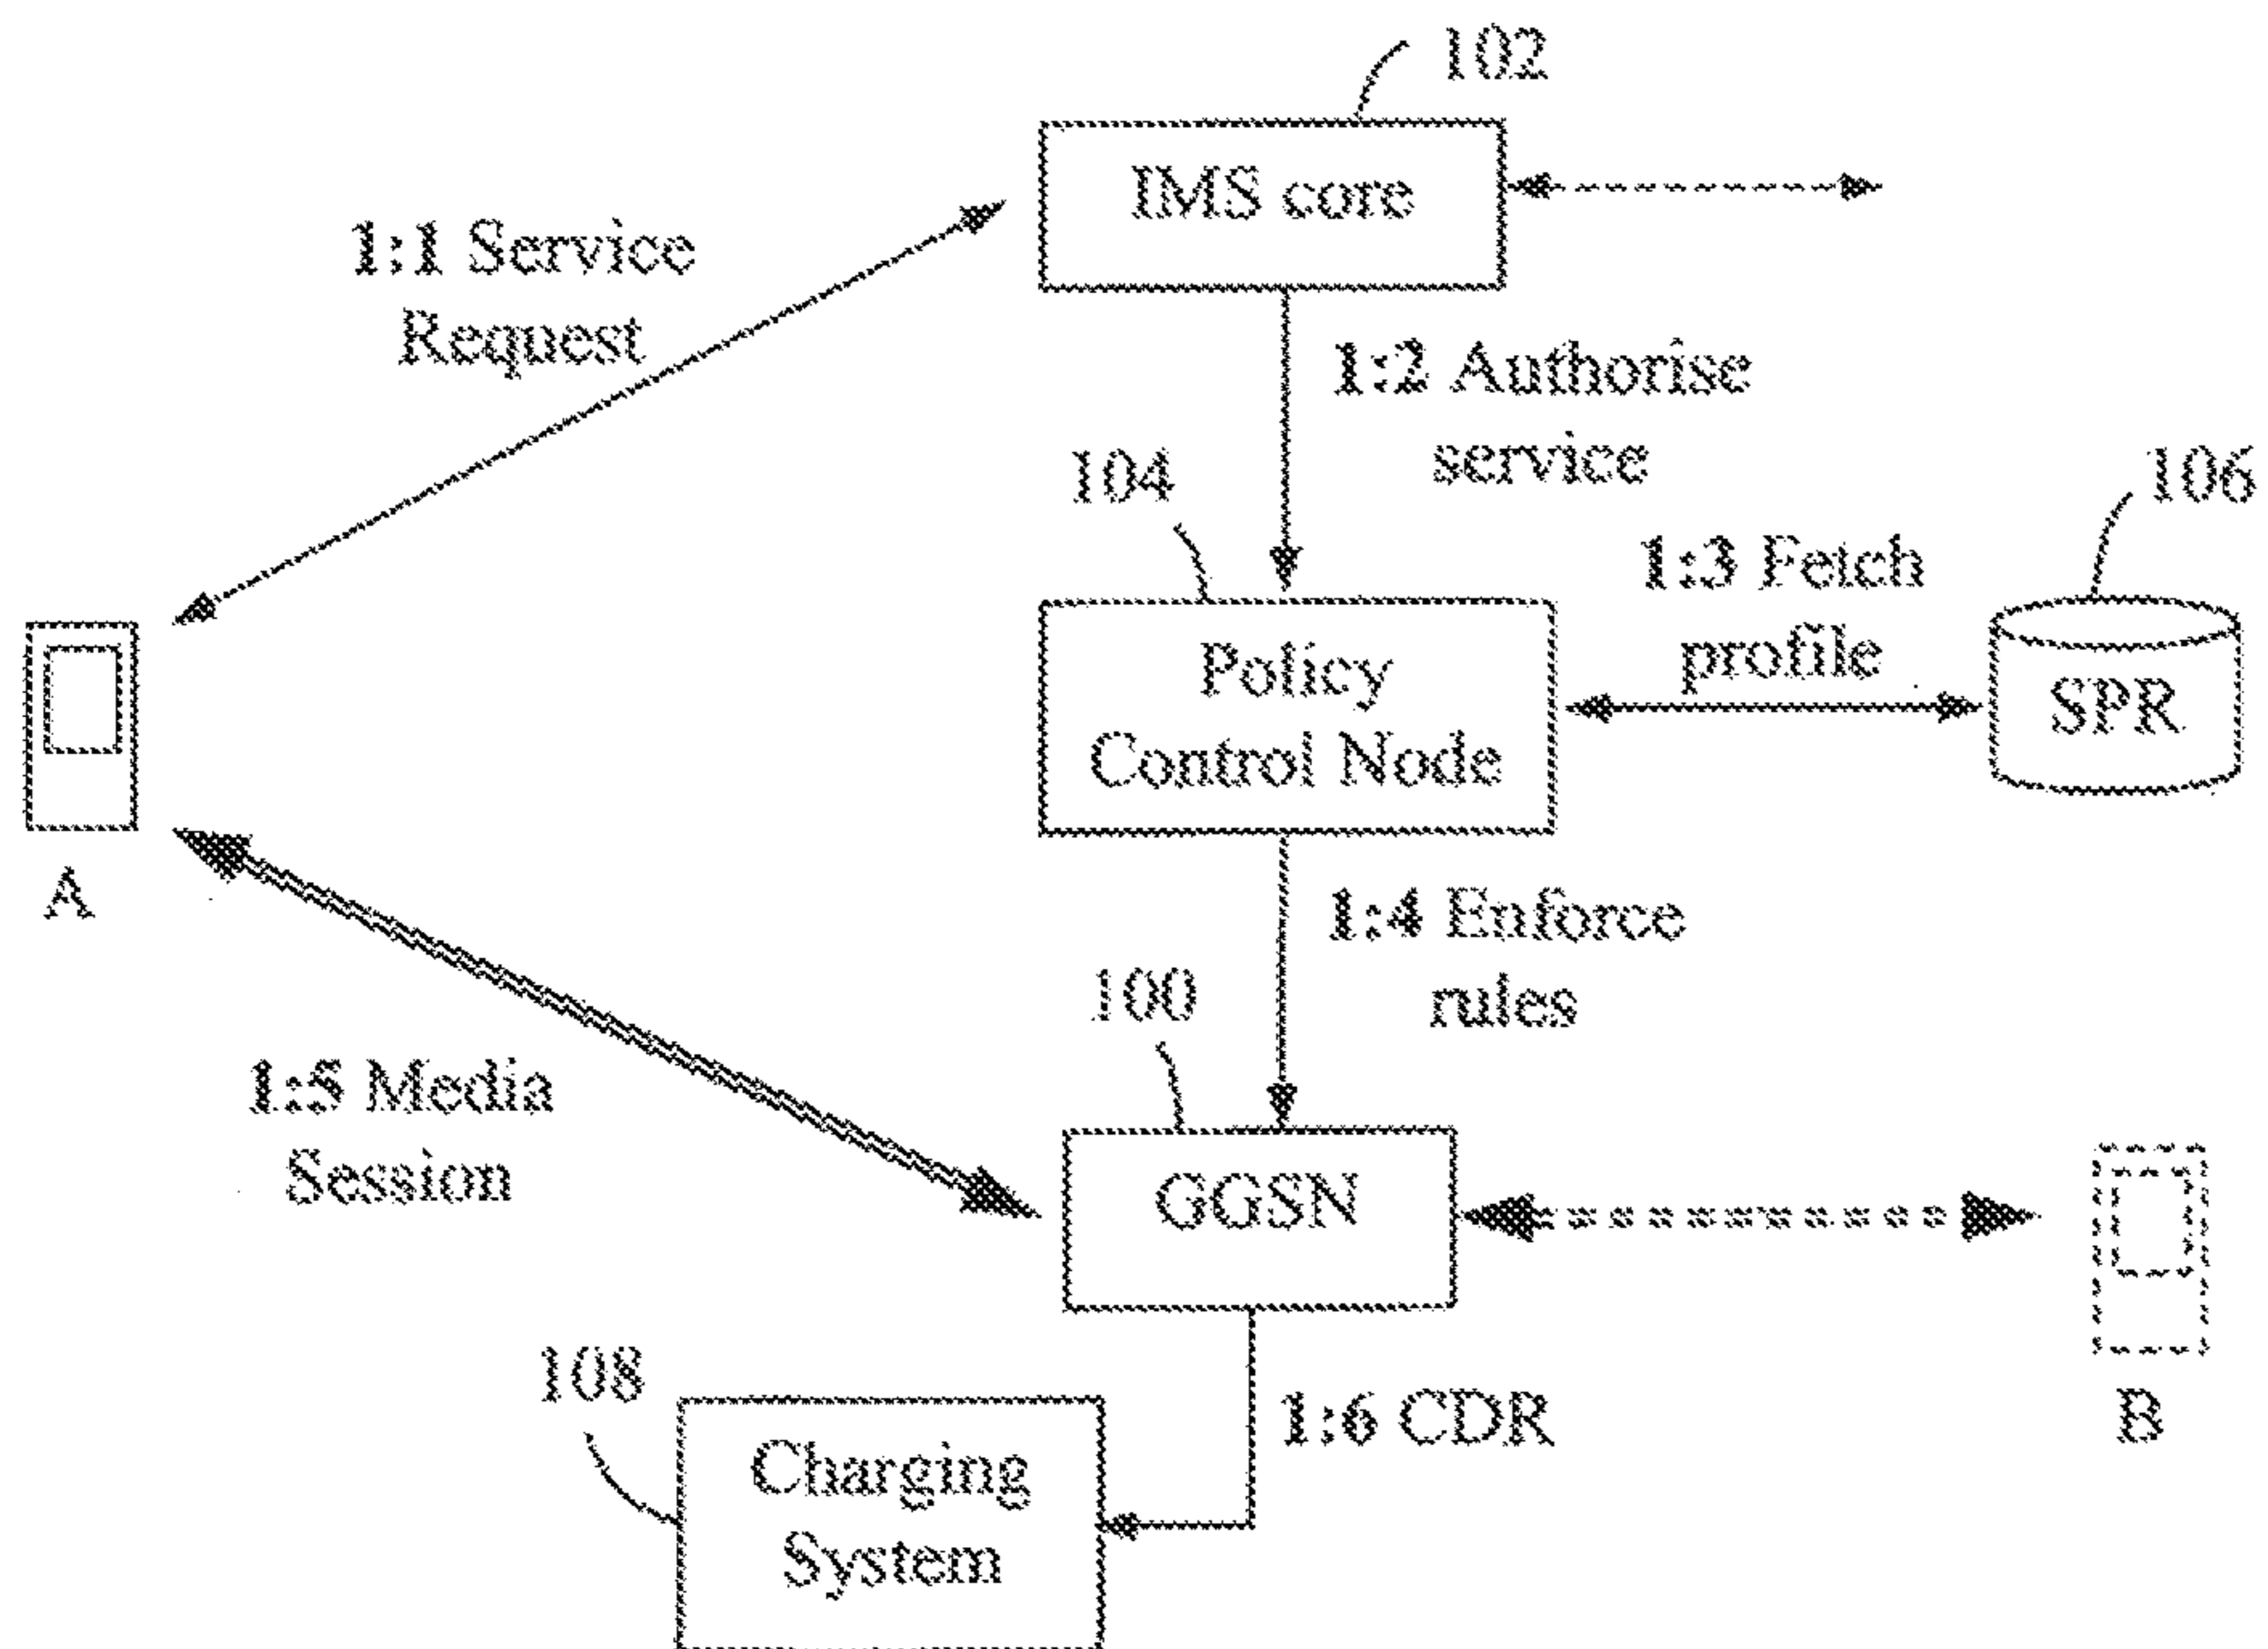 102
IMS core
1:1 Service
Request
1:2 Authorise
service
104
106
1:3 Fetch
profile
Policy
Control Node
SPR
A
1:4 Enforce
rules
100
1:5 Media
Session
GGSN
108
1:6 CDR
B
Charging
System